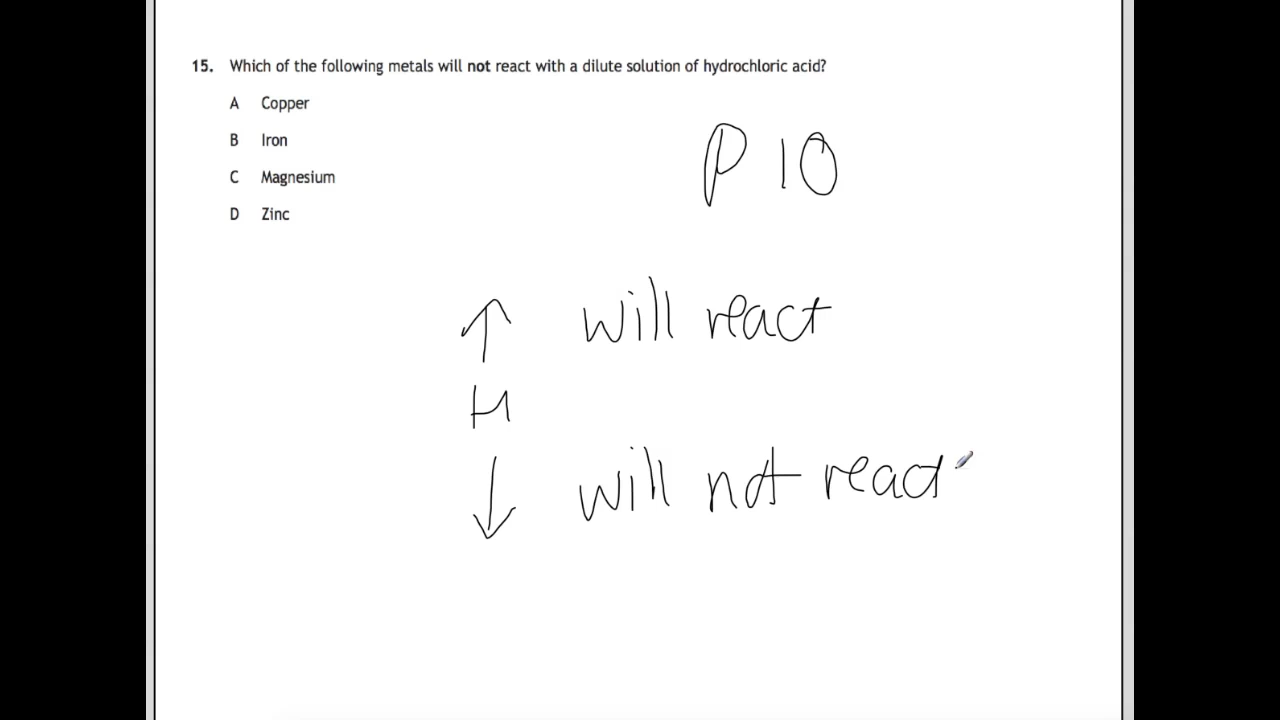 15. Which of the following metals will not react with a dilute solution of hydrochloric acid?
A Copper
B Iron
C Magnesium
D Zinc
P 10
↑ will react
H
↓ will not react